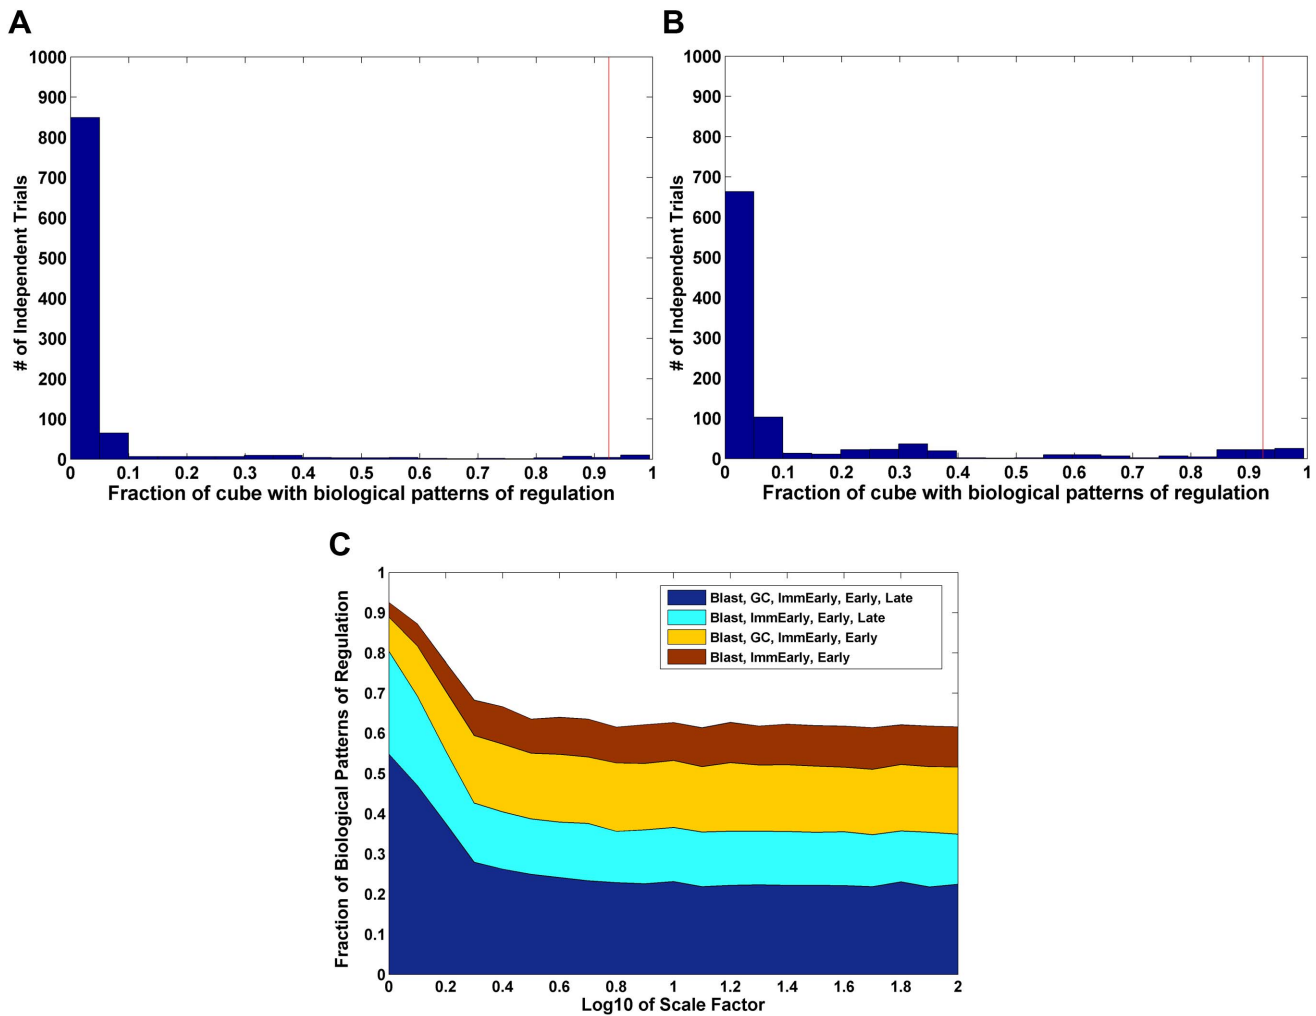 A
1000
900
800
700
600
500
400
300
200
100
0
# of Independent Trials
0 0.1 0.2 0.3 0.4 0.5 0.6 0.7 0.8 0.9 1
Fraction of cube with biological patterns of regulation
B
1000
900
800
700
600
500
400
300
200
100
0
# of Independent Trials
0 0.1 0.2 0.3 0.4 0.5 0.6 0.7 0.8 0.9 1
Fraction of cube with biological patterns of regulation
C
1
0.9
0.8
0.7
0.6
0.5
0.4
0.3
0.2
0.1
0
Fraction of Biological Patterns of Regulation
Blast, GC, ImmEarly, Early, Late
Blast, ImmEarly, Early, Late
Blast, GC, ImmEarly, Early
Blast, ImmEarly, Early
0 0.2 0.4 0.6 0.8 1 1.2 1.4 1.6 1.8 2
Log10 of Scale Factor